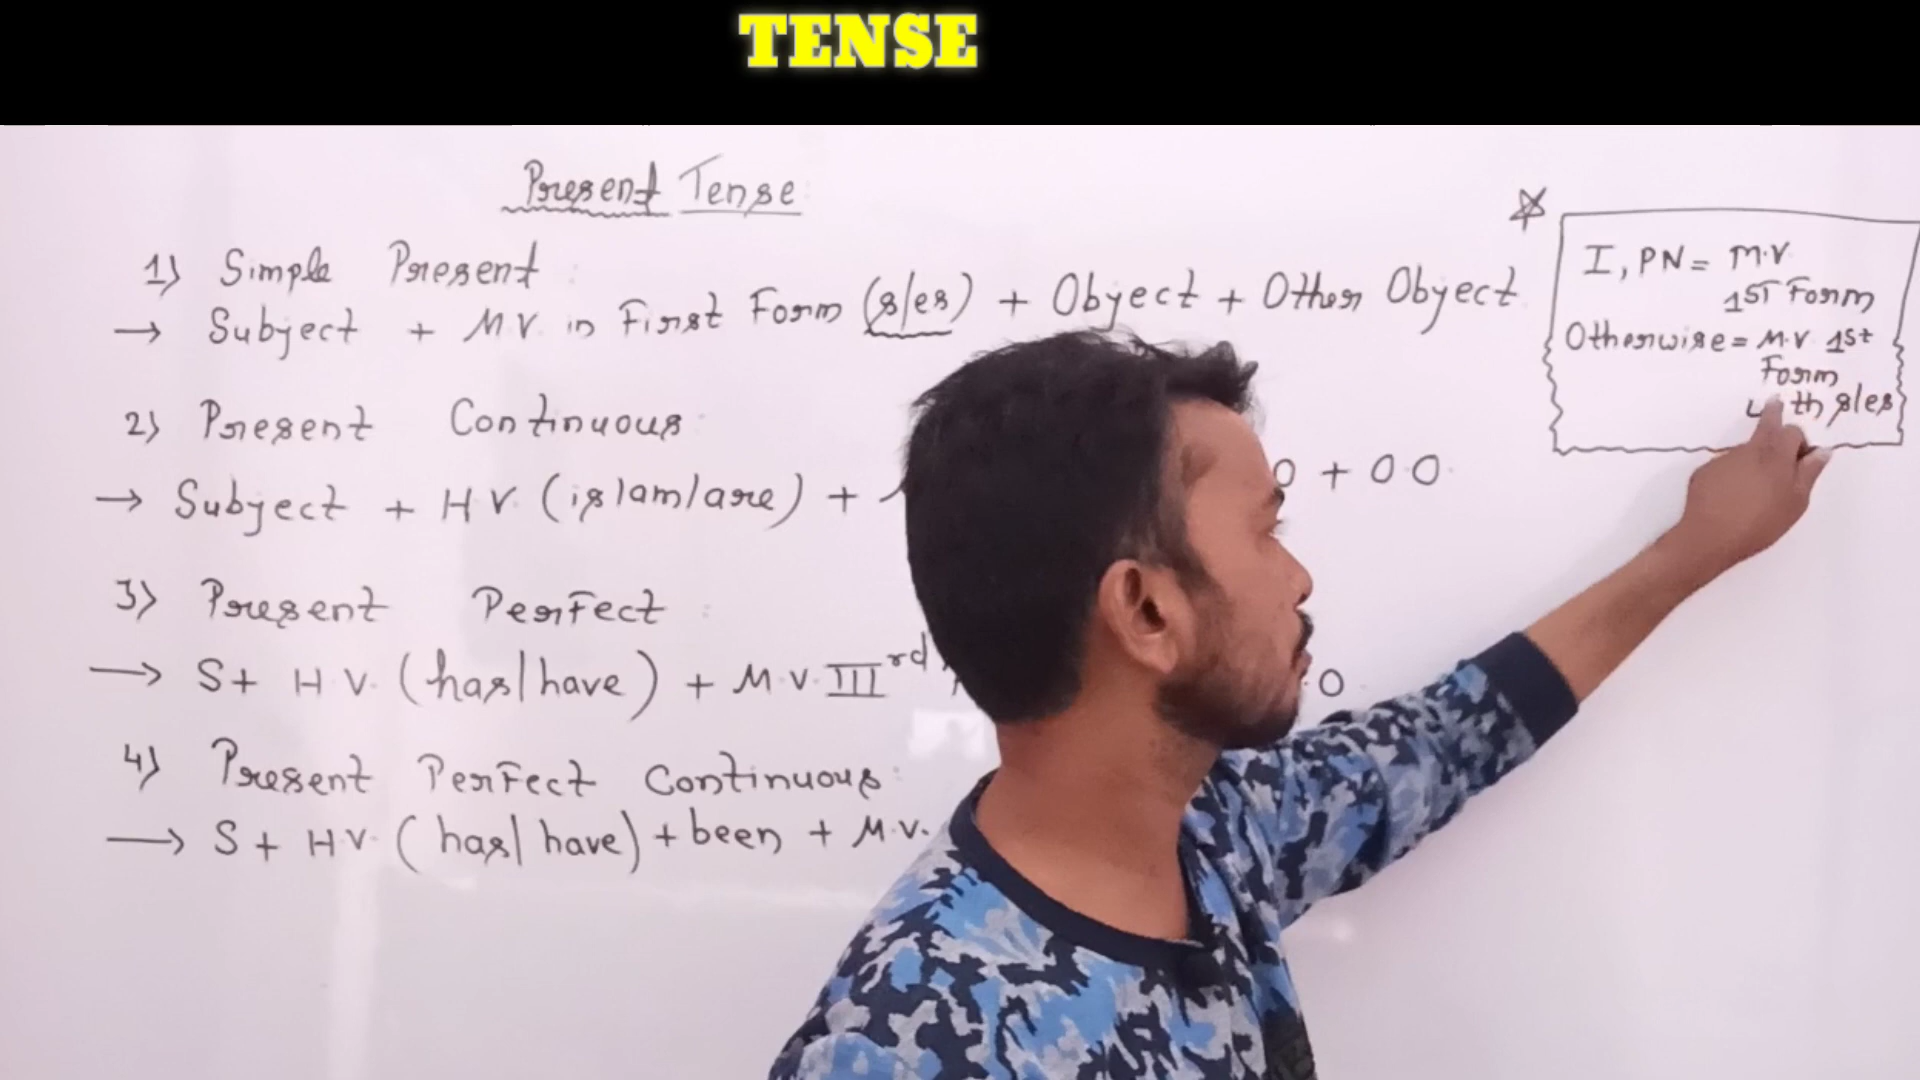 TENSE
Present Tense
1) Simple Present :
→ Subject + M.V. in First Form (s/es) + Object + Other Object
2) Present Continuous
→ Subject + H.V. (is/am/are) + O + O.O.
3) Present Perfect :
→ S + H.V. (has/have) + M.V. III rd O
4) Present Perfect Continuous :
→ S + H.V. (has/have) + been + M.V.
I, PN = M.V
1ST Form
Otherwise = M.V 1st
Form
with s/es